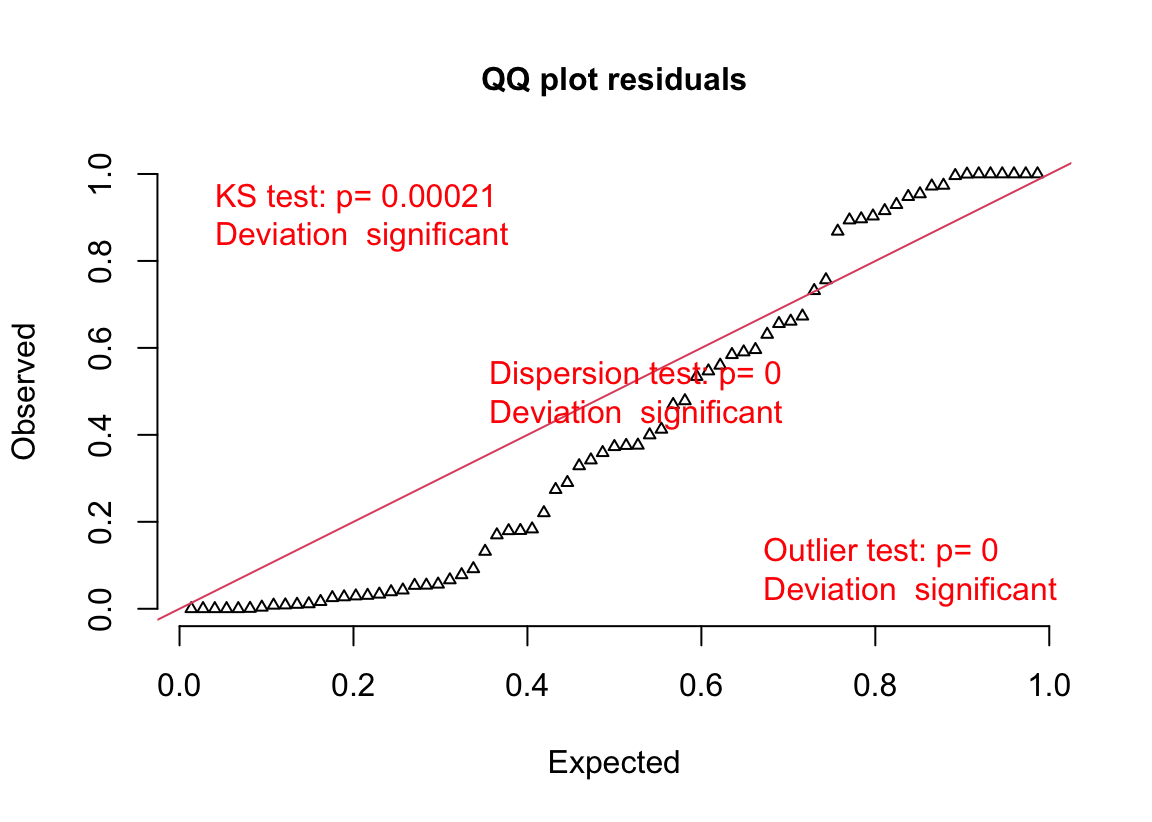 QQ plot residuals
KS test: p= 0.00021
Deviation  significant
Dispersion test: p= 0
Deviation  significant
Outlier test: p= 0
Deviation  significant
Observed
0.0
0.2
0.4
0.6
0.8
1.0
0.0 0.2 0.4 0.6 0.8 1.0
Expected